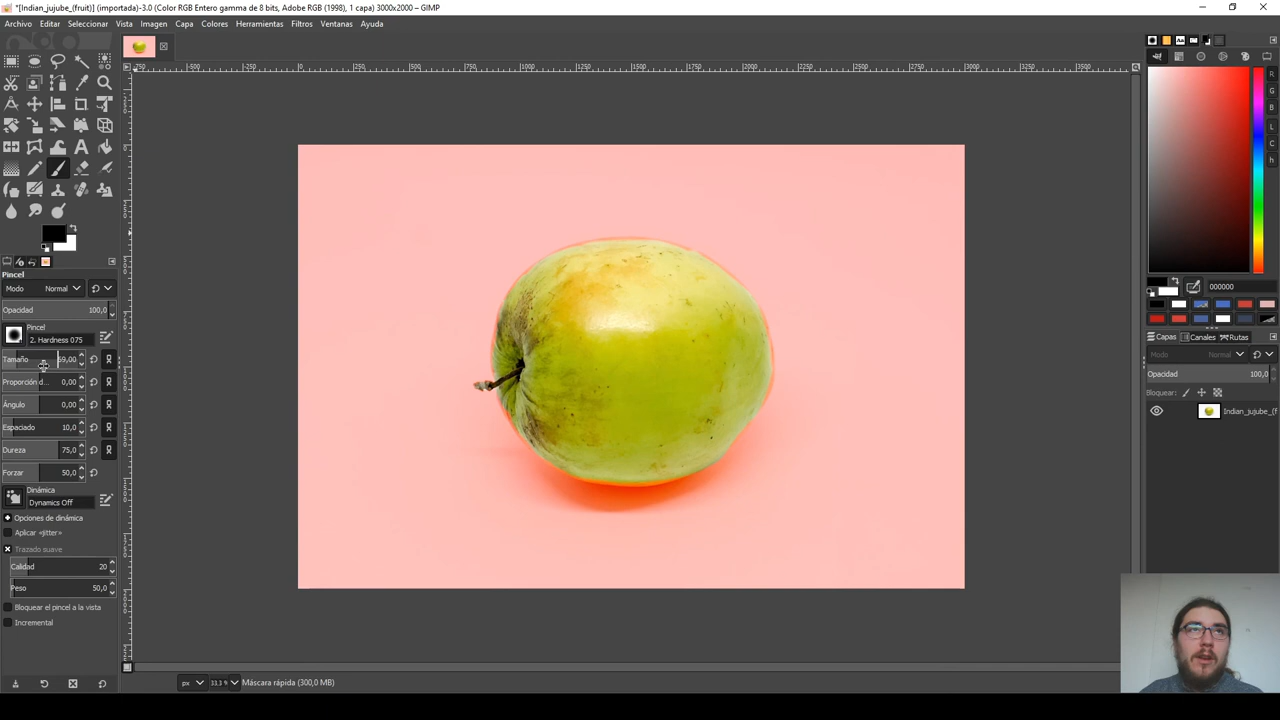 *[Indian_jujube_(fruit)] (importada)-3.0 (Color RGB Entero gamma de 8 bits, Adobe RGB (1998), 1 capa) 3000x2000 – GIMP
Archivo Editar Seleccionar Vista Imagen Capa Colores Herramientas Filtros Ventanas Ayuda
Pincel
Modo Normal
Opacidad 100,0
Pincel
2. Hardness 075
Tamaño 59,00
Proporción d... 0,00
Ángulo 0,00
Espaciado 10,0
Dureza 75,0
Forzar 50,0
Dinámica
Dynamics Off
Opciones de dinámica
Aplicar «jitter»
Trazado suave
Calidad 20
Peso 50,0
Bloquear el pincel a la vista
Incremental
px 33,3 % Máscara rápida (300,0 MB)
R
G
B
L
C
h
000000
Capas Canales Rutas
Modo Normal
Opacidad 100,0
Bloquear:
Indian_jujube_(f